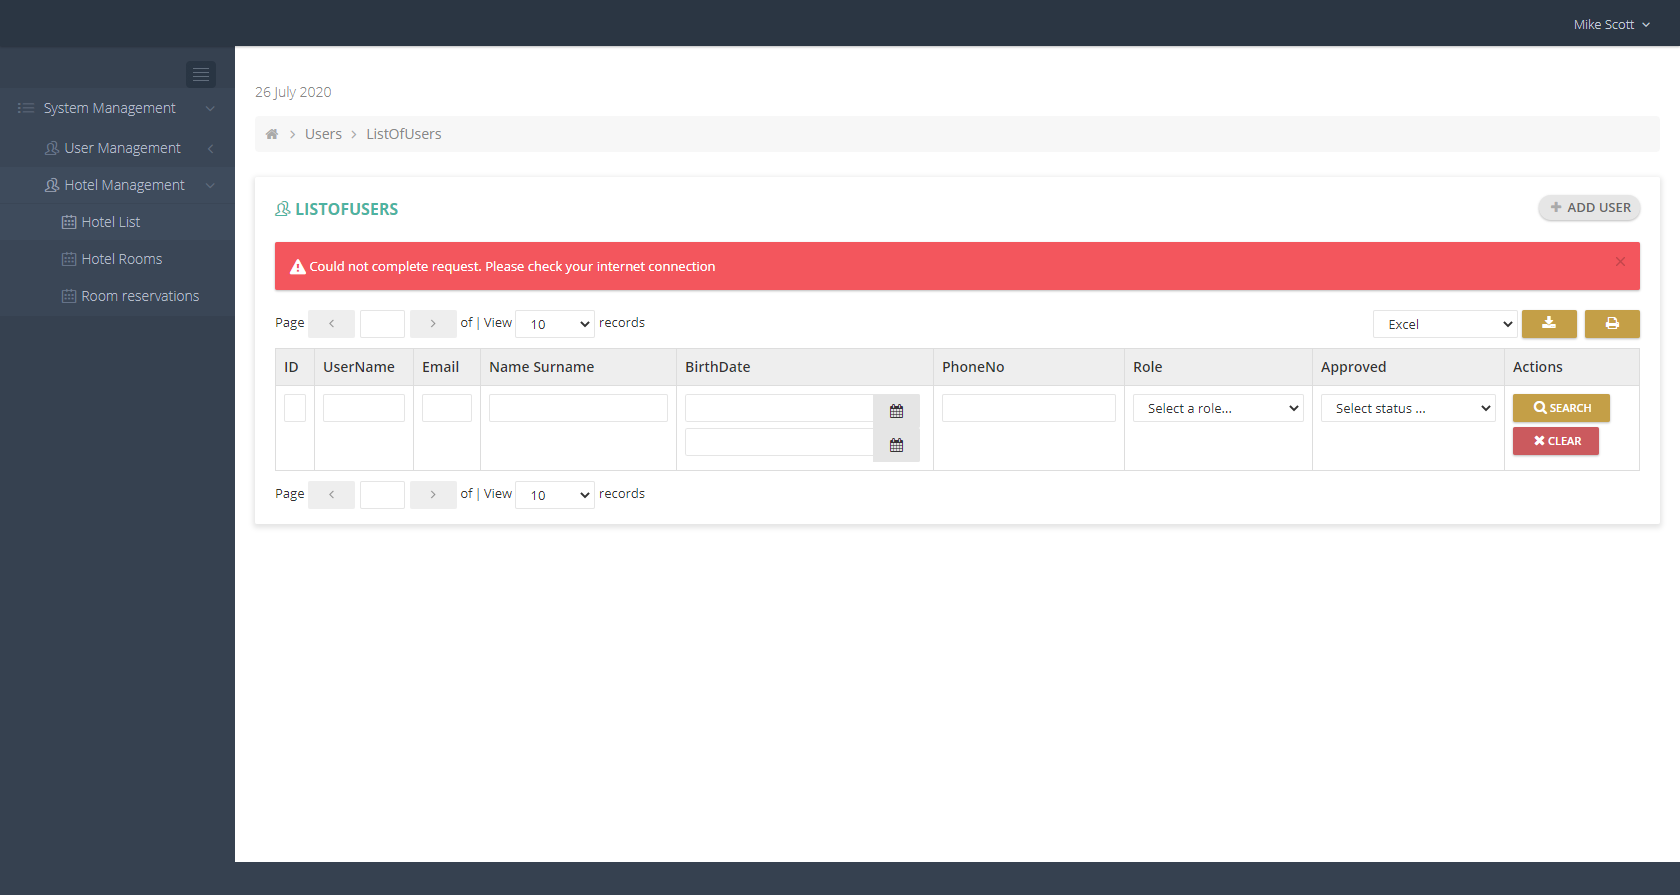 Mike Scott
System Management
User Management
Hotel Management
Hotel List
Hotel Rooms
Room reservations
26 July 2020
Users ListOfUsers
LISTOFUSERS
ADD USER
Could not complete request. Please check your internet connection
Page of | View 10 records
Excel
ID UserName Email Name Surname BirthDate PhoneNo Role Approved Actions
Select a role... Select status ... SEARCH
CLEAR
Page of | View 10 records